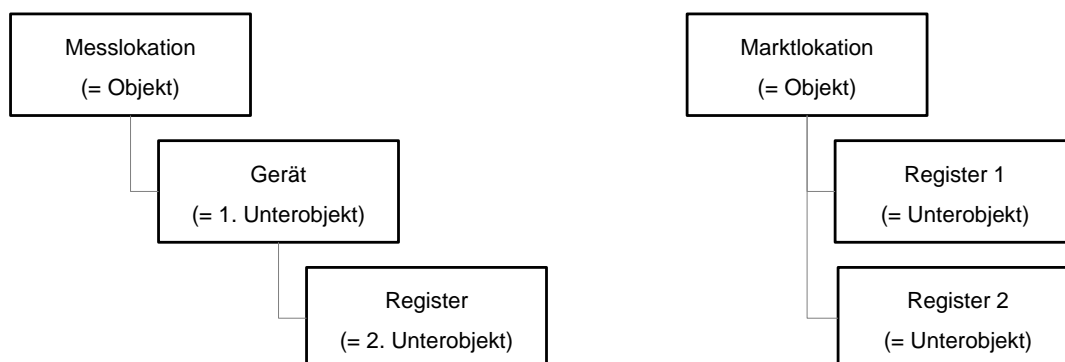 Messlokation
(= Objekt)
Gerät
(= 1. Unterobjekt)
Register
(= 2. Unterobjekt)
Marktlokation
(= Objekt)
Register 1
(= Unterobjekt)
Register 2
(= Unterobjekt)